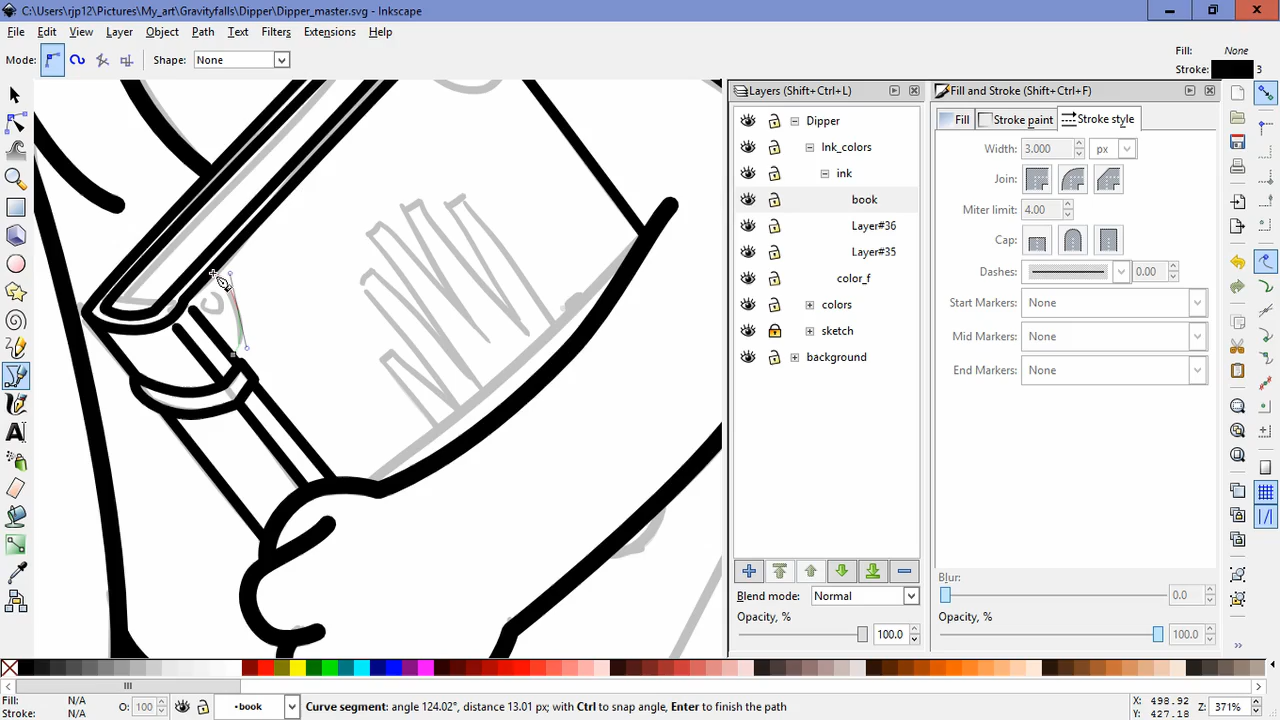 C:\Users\rjp12\Pictures\My_art\Gravityfalls\Dipper\Dipper_master.svg - Inkscape
File Edit View Layer Object Path Text Filters Extensions Help
Mode: Shape: None
Fill: None
Stroke: 3
Layers (Shift+Ctrl+L)
Fill and Stroke (Shift+Ctrl+F)
Dipper
Ink_colors
ink
book
Layer#36
Layer#35
color_f
colors
sketch
background
Fill Stroke paint Stroke style
Width: 3.000 px
Join:
Miter limit: 4.00
Cap:
Dashes: 0.00
Start Markers: None
Mid Markers: None
End Markers: None
Blend mode: Normal
Opacity, %
100.0
Blur:
0.0
Opacity, %
100.0
Fill: N/A
Stroke: N/A
O: 100
•book
Curve segment: angle 124.02°, distance 13.01 px; with Ctrl to snap angle, Enter to finish the path
X: 498.92
Y: 427.18
Z: 371%